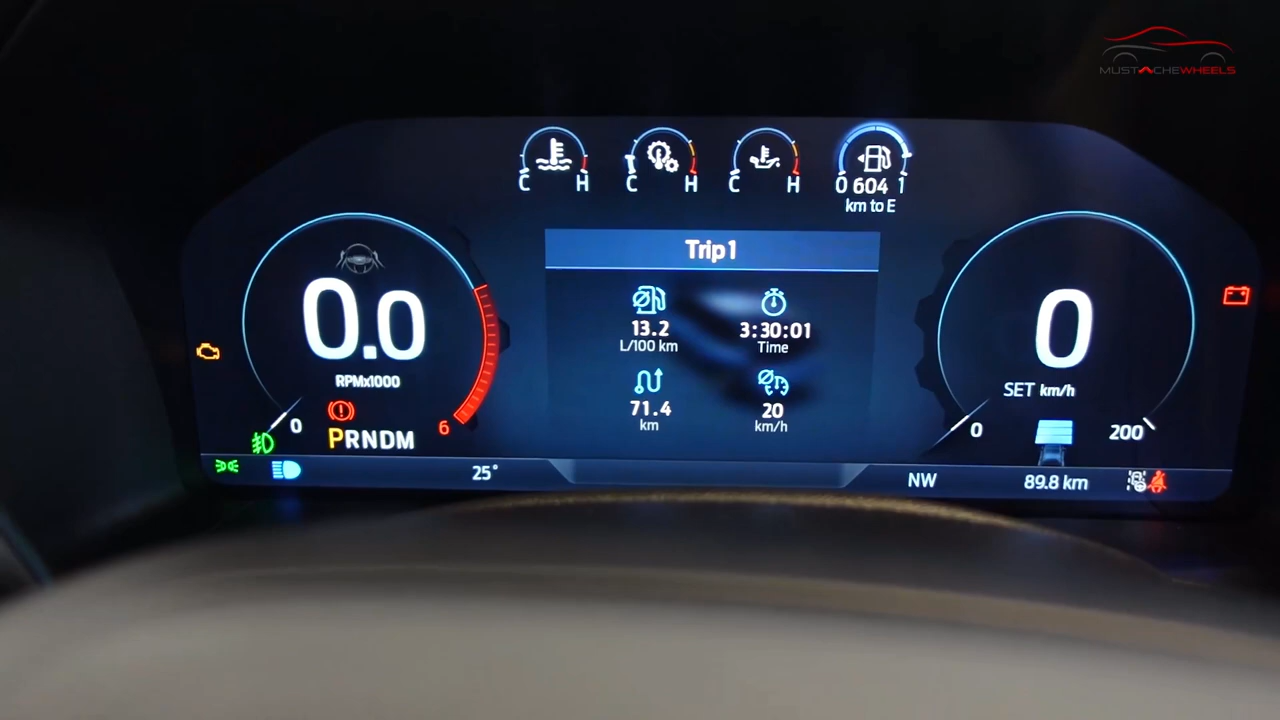 MUSTACHEWHEELS
C H
C H
C H
0 604 1
km to E
Trip1
13.2
L/100 km
3:30:01
Time
71.4
km
20
km/h
0.0
RPMx1000
0
6
PRNDM
0
SET km/h
0
200
25°
NW
89.8 km